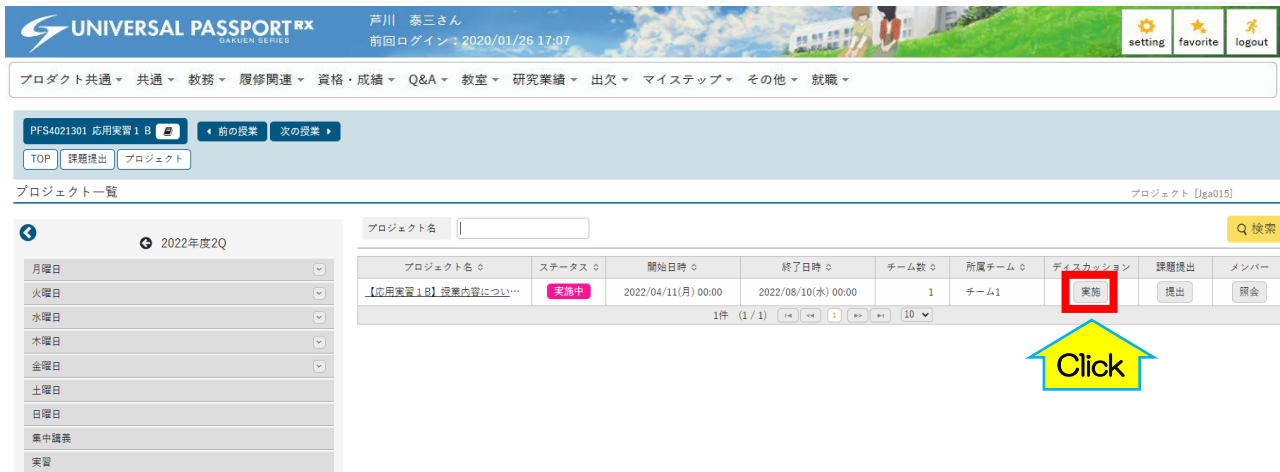 UNIVERSAL PASSPORT RX
GAKUEN SERIES
芦川 泰三さん
前回ログイン：2020/01/26 17:07
setting favorite logout
プロダクト共通 共通 教務 履修関連 資格・成績 Q&A 教室 研究業績 出欠 マイステップ その他 就職
PFS4021301 応用実習１Ｂ 前の授業 次の授業
TOP 課題提出 プロジェクト
プロジェクト一覧 プロジェクト [Jga015]
2022年度2Q
月曜日
火曜日
水曜日
木曜日
金曜日
土曜日
日曜日
集中講義
実習
プロジェクト名 検索
プロジェクト名 ステータス 開始日時 終了日時 チーム数 所属チーム ディスカッション 課題提出 メンバー
【応用実習１B】授業内容につい… 実施中 2022/04/11(月) 00:00 2022/08/10(水) 00:00 1 チーム1 実施 提出 照会
1件 (1 / 1) 1 10
Click